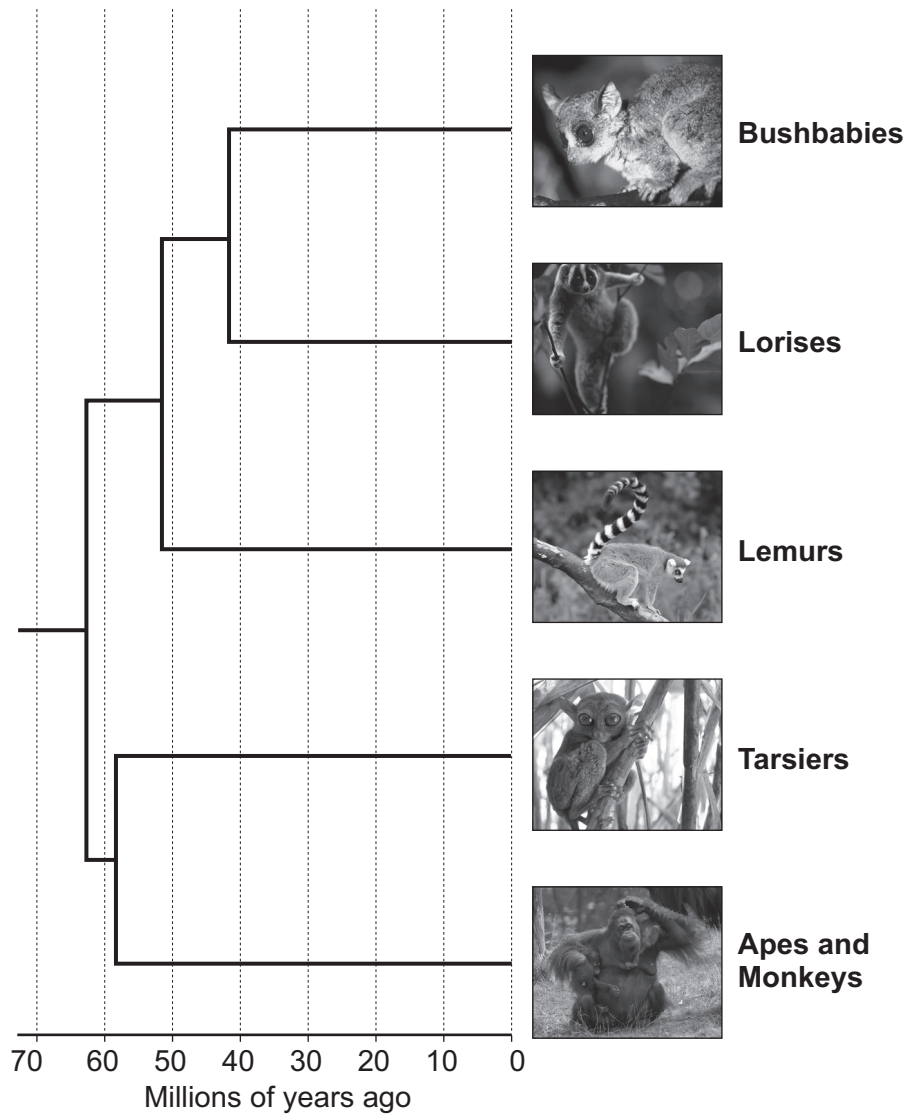 Bushbabies
Lorises
Lemurs
Tarsiers
Apes and
Monkeys
70 60 50 40 30 20 10 0
Millions of years ago